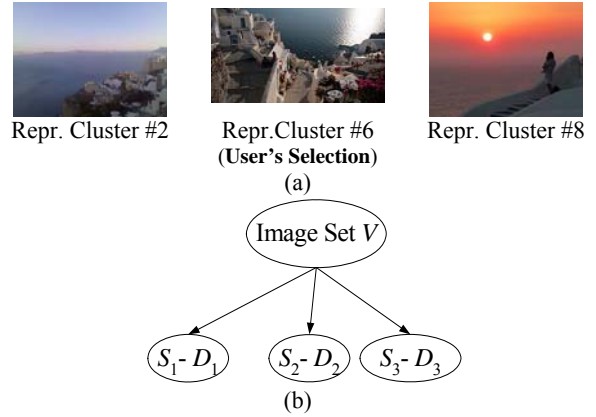 Repr. Cluster #2
Repr.Cluster #6
(User's Selection)
Repr. Cluster #8
(a)
Image Set V
S1- D1
S2- D2
S3- D3
(b)